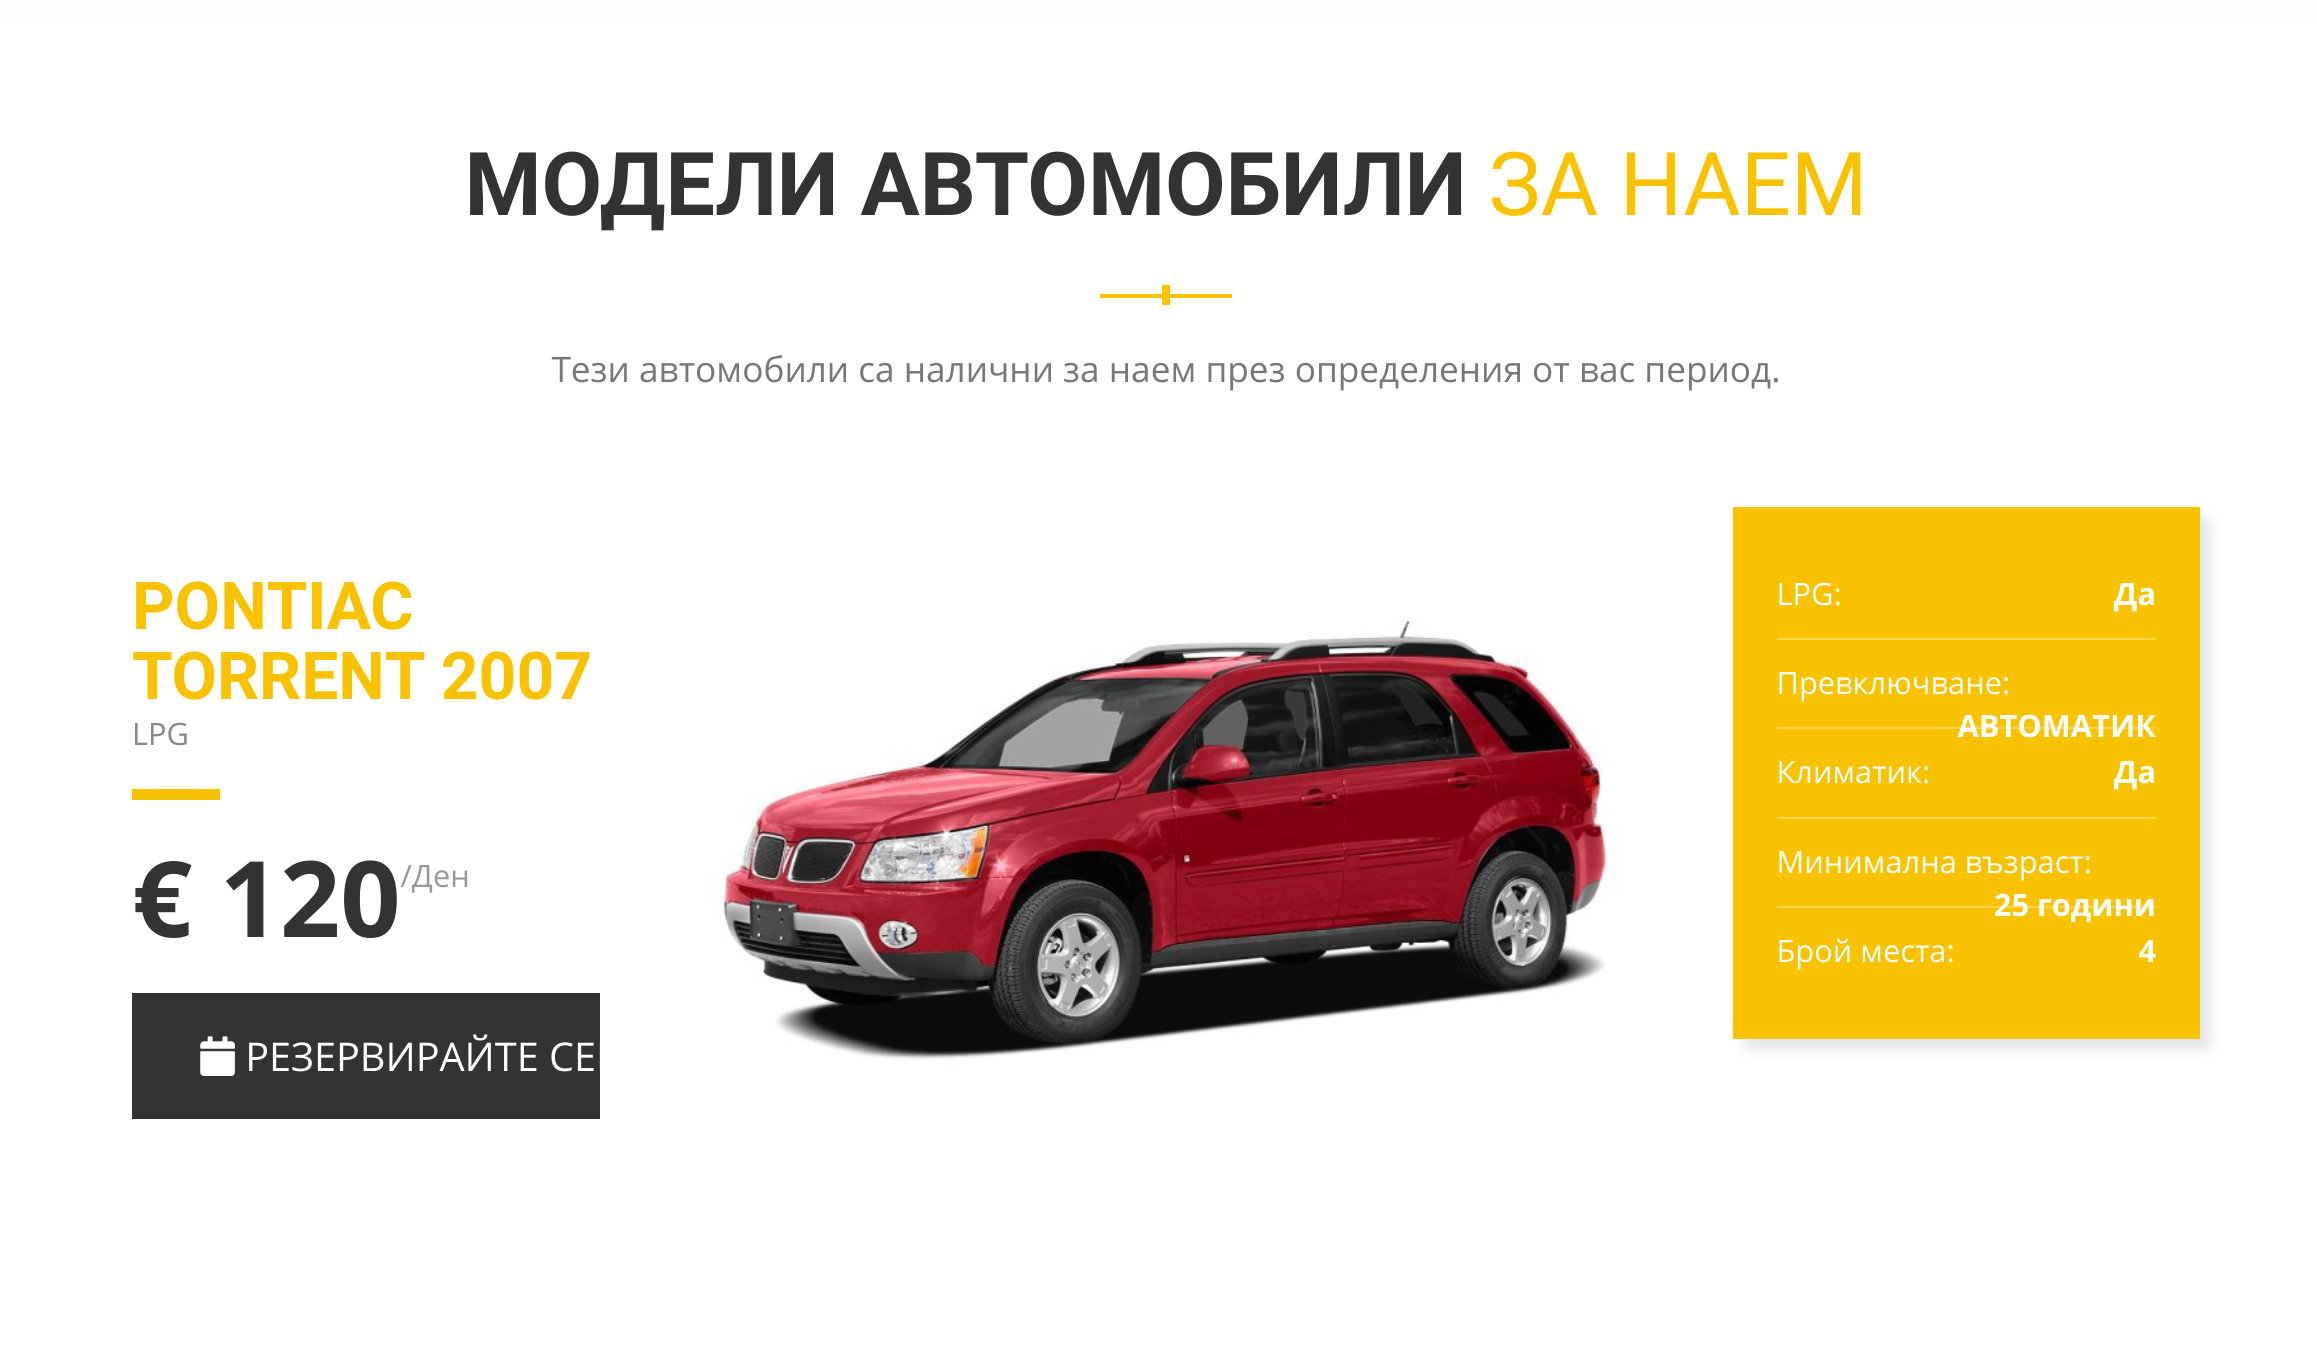 МОДЕЛИ АВТОМОБИЛИ ЗА НАЕМ
Тези автомобили са налични за наем през определения от вас период.
PONTIAC
TORRENT 2007
LPG
€ 120/Ден
РЕЗЕРВИРАЙТЕ СЕ
LPG: Да
Превключване:
АВТОМАТИК
Климатик: Да
Минимална възраст:
25 години
Брой места: 4